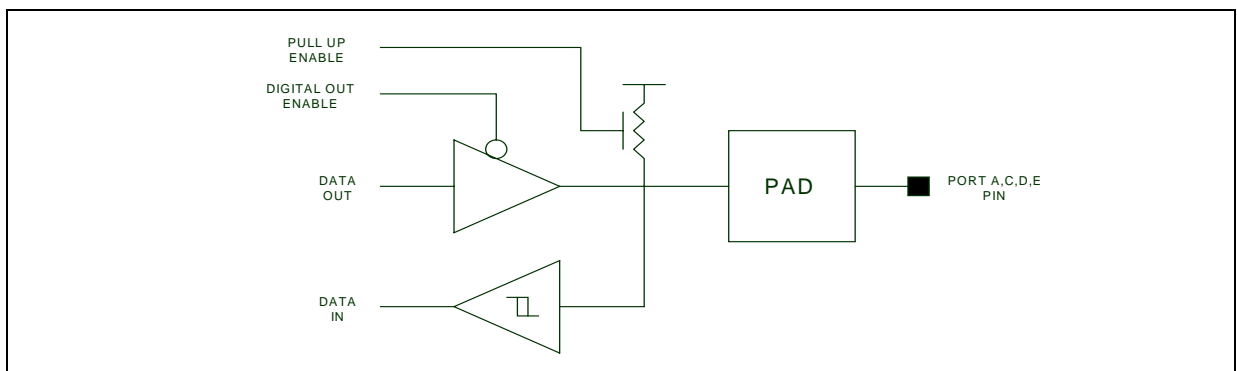 PULL UP
ENABLE
DIGITAL OUT
ENABLE
DATA
OUT
PAD
PORT A,C,D,E
PIN
DATA
IN